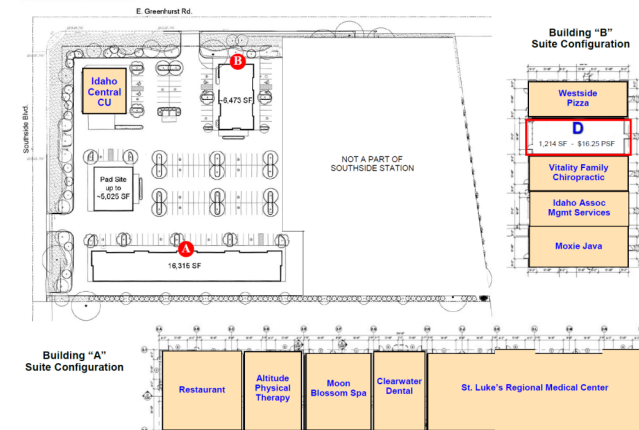 E. Greenhurst Rd.
Southside Blvd.
Idaho
Central
CU
B
~6,473 SF
Pad Site
up to
~5,025 SF
NOT A PART OF
SOUTHSIDE STATION
A
16,315 SF
Building "B"
Suite Configuration
Westside
Pizza
D
1,214 SF - $16.25 PSF
Vitality Family
Chiropractic
Idaho Assoc
Mgmt Services
Moxie Java
Building "A"
Suite Configuration
Restaurant
Altitude
Physical
Therapy
Moon
Blossom Spa
Clearwater
Dental
St. Luke's Regional Medical Center